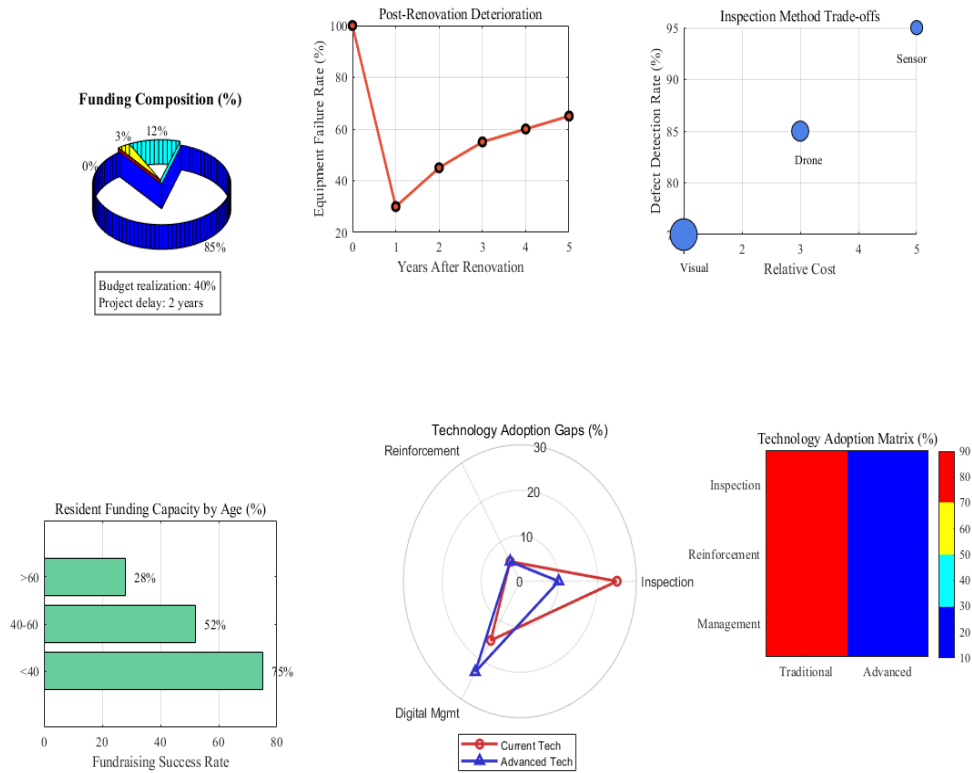 Funding Composition (%)
0%
3%
12%
85%
Budget realization: 40%
Project delay: 2 years
Post-Renovation Deterioration
Equipment Failure Rate (%)
100
80
60
40
20
0 1 2 3 4 5
Years After Renovation
Inspection Method Trade-offs
Defect Detection Rate (%)
95
90
85
80
Sensor
Drone
Visual
2 3 4 5
Relative Cost
Resident Funding Capacity by Age (%)
>60
28%
40-60
52%
<40
75%
0 20 40 60 80
Fundraising Success Rate
Technology Adoption Gaps (%)
Reinforcement
30
20
10
0
Inspection
Digital Mgmt
Current Tech
Advanced Tech
Technology Adoption Matrix (%)
Inspection
Reinforcement
Management
Traditional Advanced
90
80
70
60
50
40
30
20
10